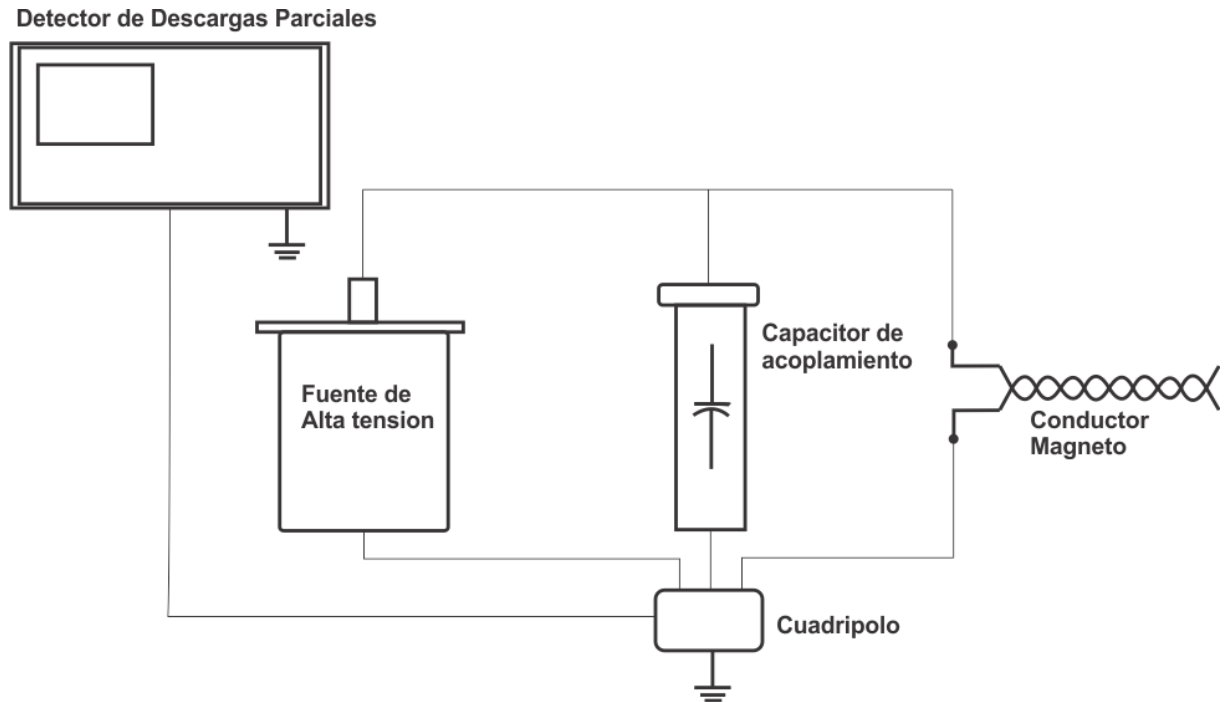 Detector de Descargas Parciales
Fuente de
Alta tension
Capacitor de
acoplamiento
Conductor
Magneto
Cuadripolo